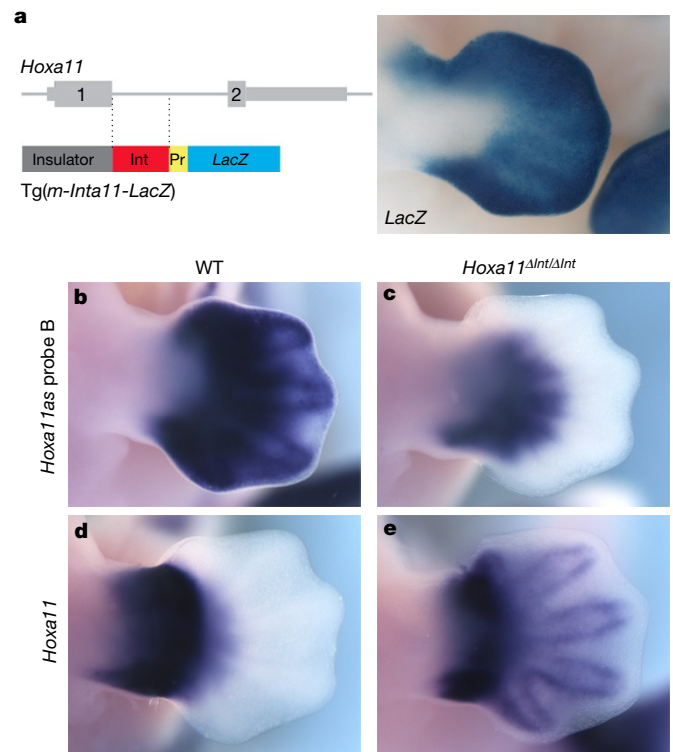 a
Hoxa11
1 2
Insulator Int Pr LacZ
Tg(m-Inta11-LacZ)
LacZ
WT
Hoxa11ΔInt/ΔInt
Hoxa11as probe B
b
c
Hoxa11
d
e